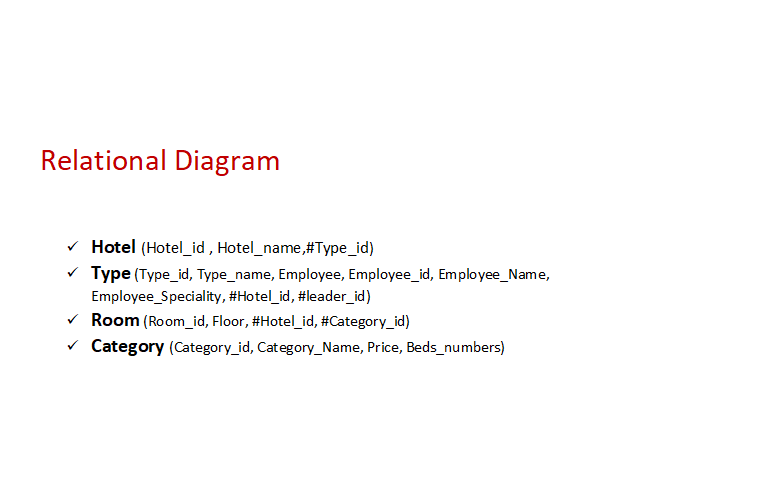 Relational Diagram
✓ Hotel (Hotel_id , Hotel_name,#Type_id)
✓ Type (Type_id, Type_name, Employee, Employee_id, Employee_Name,
Employee_Speciality, #Hotel_id, #leader_id)
✓ Room (Room_id, Floor, #Hotel_id, #Category_id)
✓ Category (Category_id, Category_Name, Price, Beds_numbers)